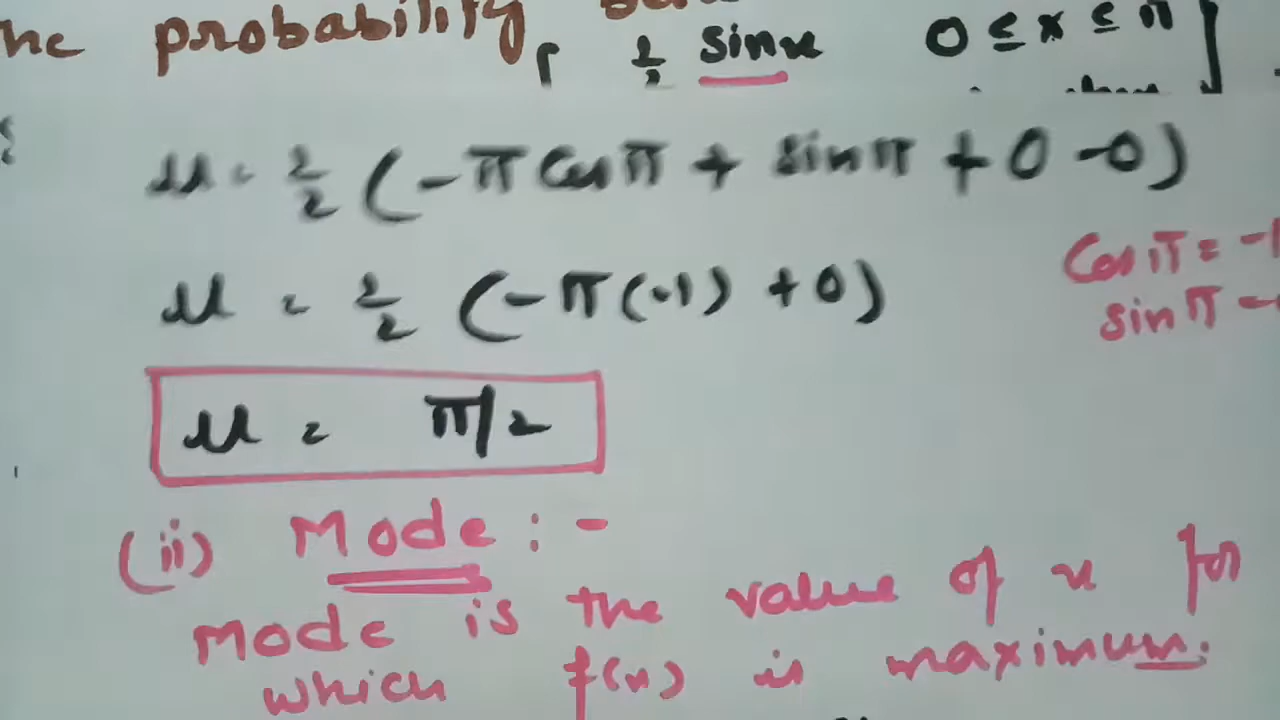 probability
1/2 sinx 0 ≤ x ≤ π
μ = 1/2 (-π cos π + sin π + 0 - 0)
cos π = -1
μ = 1/2 (-π(-1) + 0)
sin π =
μ = π/2
(ii) Mode :-
Mode is the value of x for
which f(x) is maximum.